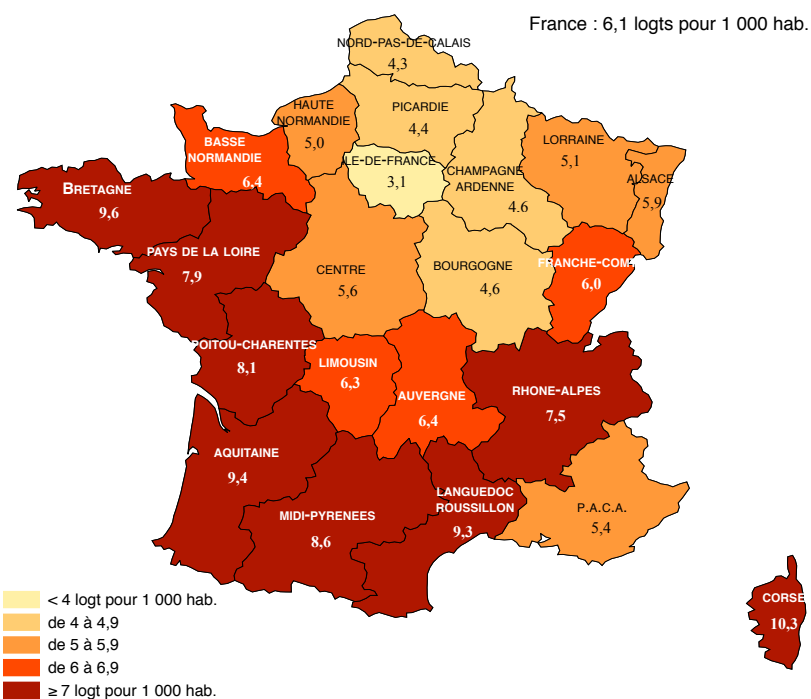 France : 6,1 logts pour 1 000 hab.
NORD-PAS-DE-CALAIS
4,3
PICARDIE
4,4
HAUTE
NORMANDIE
5,0
BASSE
NORMANDIE
6,4
ILE-DE-FRANCE
3,1
CHAMPAGNE
ARDENNE
4.6
LORRAINE
5,1
ALSACE
5,9
BRETAGNE
9,6
PAYS DE LA LOIRE
7,9
CENTRE
5,6
BOURGOGNE
4,6
FRANCHE-COM
6,0
POITOU-CHARENTES
8,1
LIMOUSIN
6,3
AUVERGNE
6,4
RHONE-ALPES
7,5
AQUITAINE
9,4
MIDI-PYRENEES
8,6
LANGUEDOC
ROUSSILLON
9,3
P.A.C.A.
5,4
CORSE
10,3
< 4 logt pour 1 000 hab.
de 4 à 4,9
de 5 à 5,9
de 6 à 6,9
≥ 7 logt pour 1 000 hab.